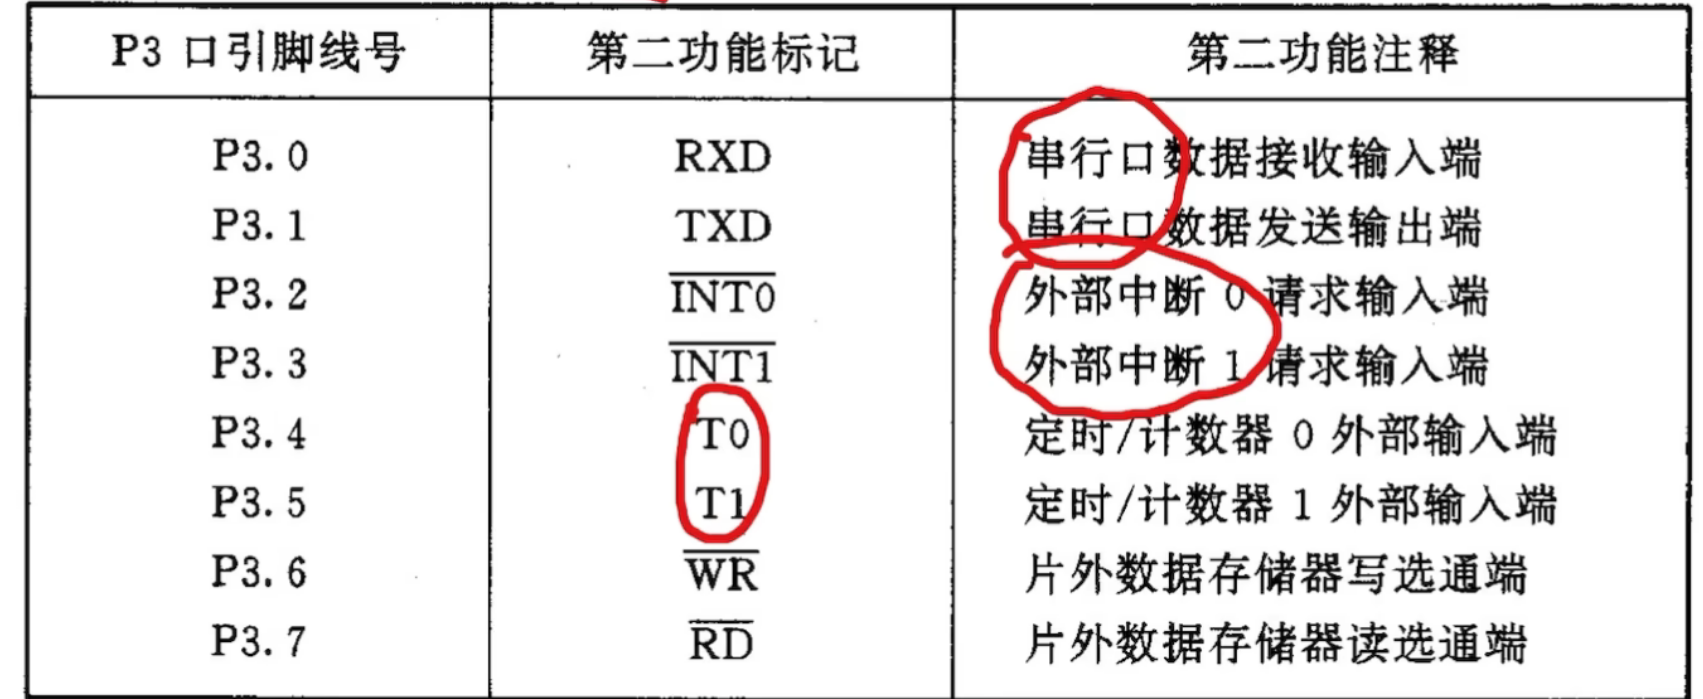 P3 口引脚线号 第二功能标记 第二功能注释
P3.0 RXD 串行口数据接收输入端
P3.1 TXD 串行口数据发送输出端
P3.2 INT0 外部中断 0 请求输入端
P3.3 INT1 外部中断 1 请求输入端
P3.4 T0 定时/计数器 0 外部输入端
P3.5 T1 定时/计数器 1 外部输入端
P3.6 WR 片外数据存储器写选通端
P3.7 RD 片外数据存储器读选通端